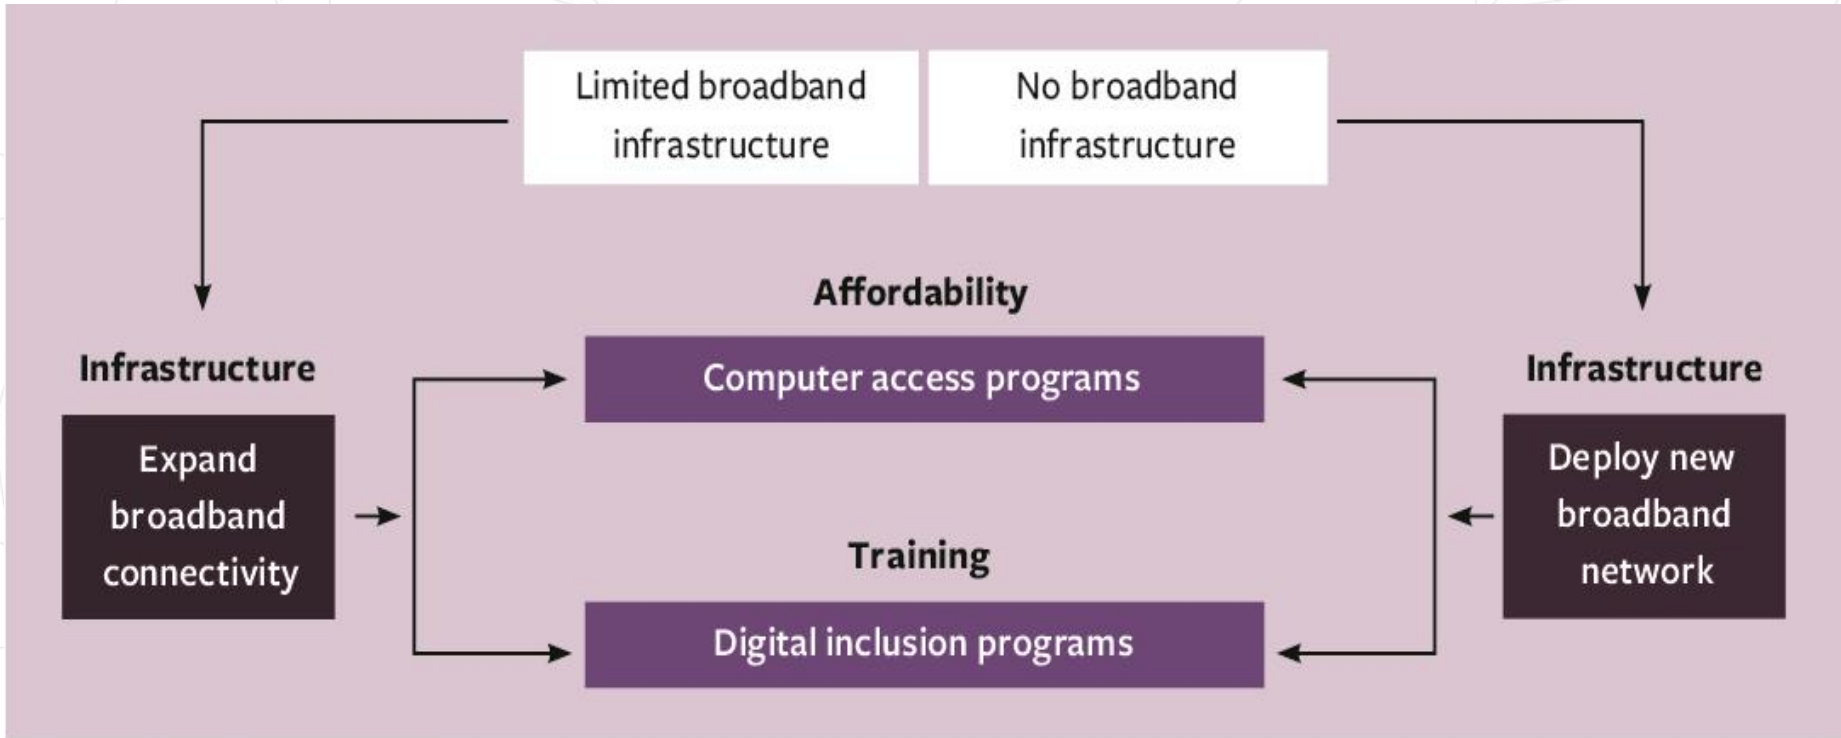 Limited broadband
infrastructure
No broadband
infrastructure
Affordability
Infrastructure
Computer access programs
Infrastructure
Expand
broadband
connectivity
Deploy new
broadband
network
Training
Digital inclusion programs